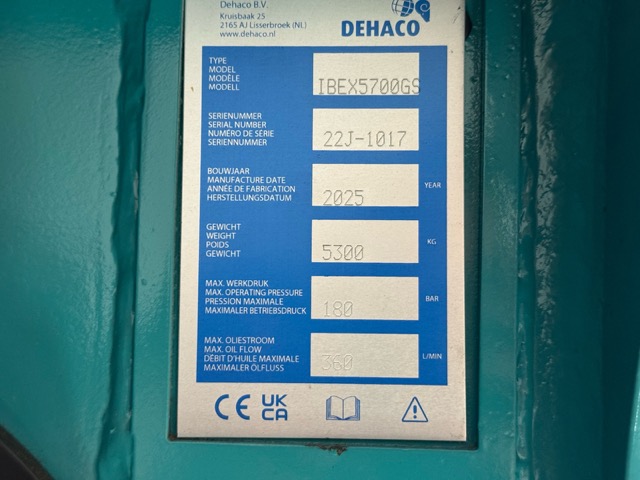 Dehaco B.V.
Kruisbaak 25
2165 AJ Lisserbroek (NL)
www.dehaco.nl
DEHACO
TYPE
MODEL
MODÈLE
MODELL
IBEX5700GS
SERIENUMMER
SERIAL NUMBER
NUMÉRO DE SÉRIE
SERIENNUMMER
22J-1017
BOUWJAAR
MANUFACTURE DATE
ANNÉE DE FABRICATION
HERSTELLUNGSDATUM
2025
YEAR
GEWICHT
WEIGHT
POIDS
GEWICHT
5300
KG
MAX. WERKDRUK
MAX. OPERATING PRESSURE
PRESSION MAXIMALE
MAXIMALER BETRIEBSDRUCK
180
BAR
MAX. OLIESTROOM
MAX. OIL FLOW
DÉBIT D'HUILE MAXIMALE
MAXIMALER ÖLFLUSS
360
L/MIN
CE UK
CA